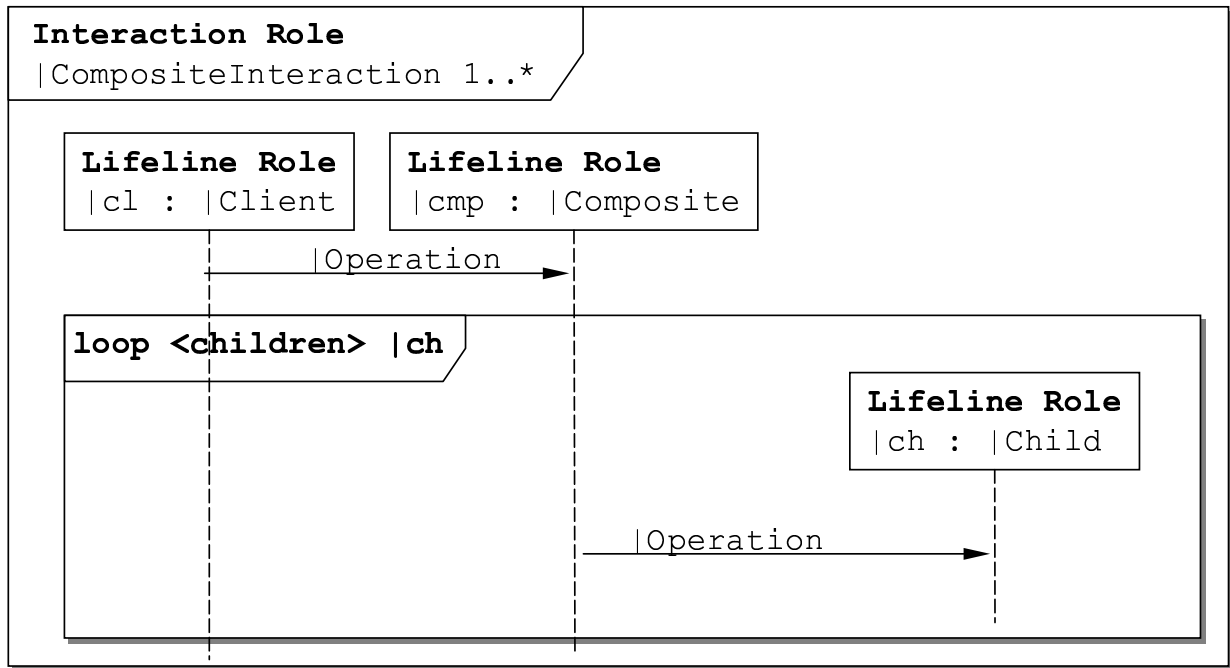 Interaction Role
|CompositeInteraction 1..*
Lifeline Role
|cl : |Client
Lifeline Role
|cmp : |Composite
|Operation
loop <children> |ch
Lifeline Role
|ch : |Child
|Operation